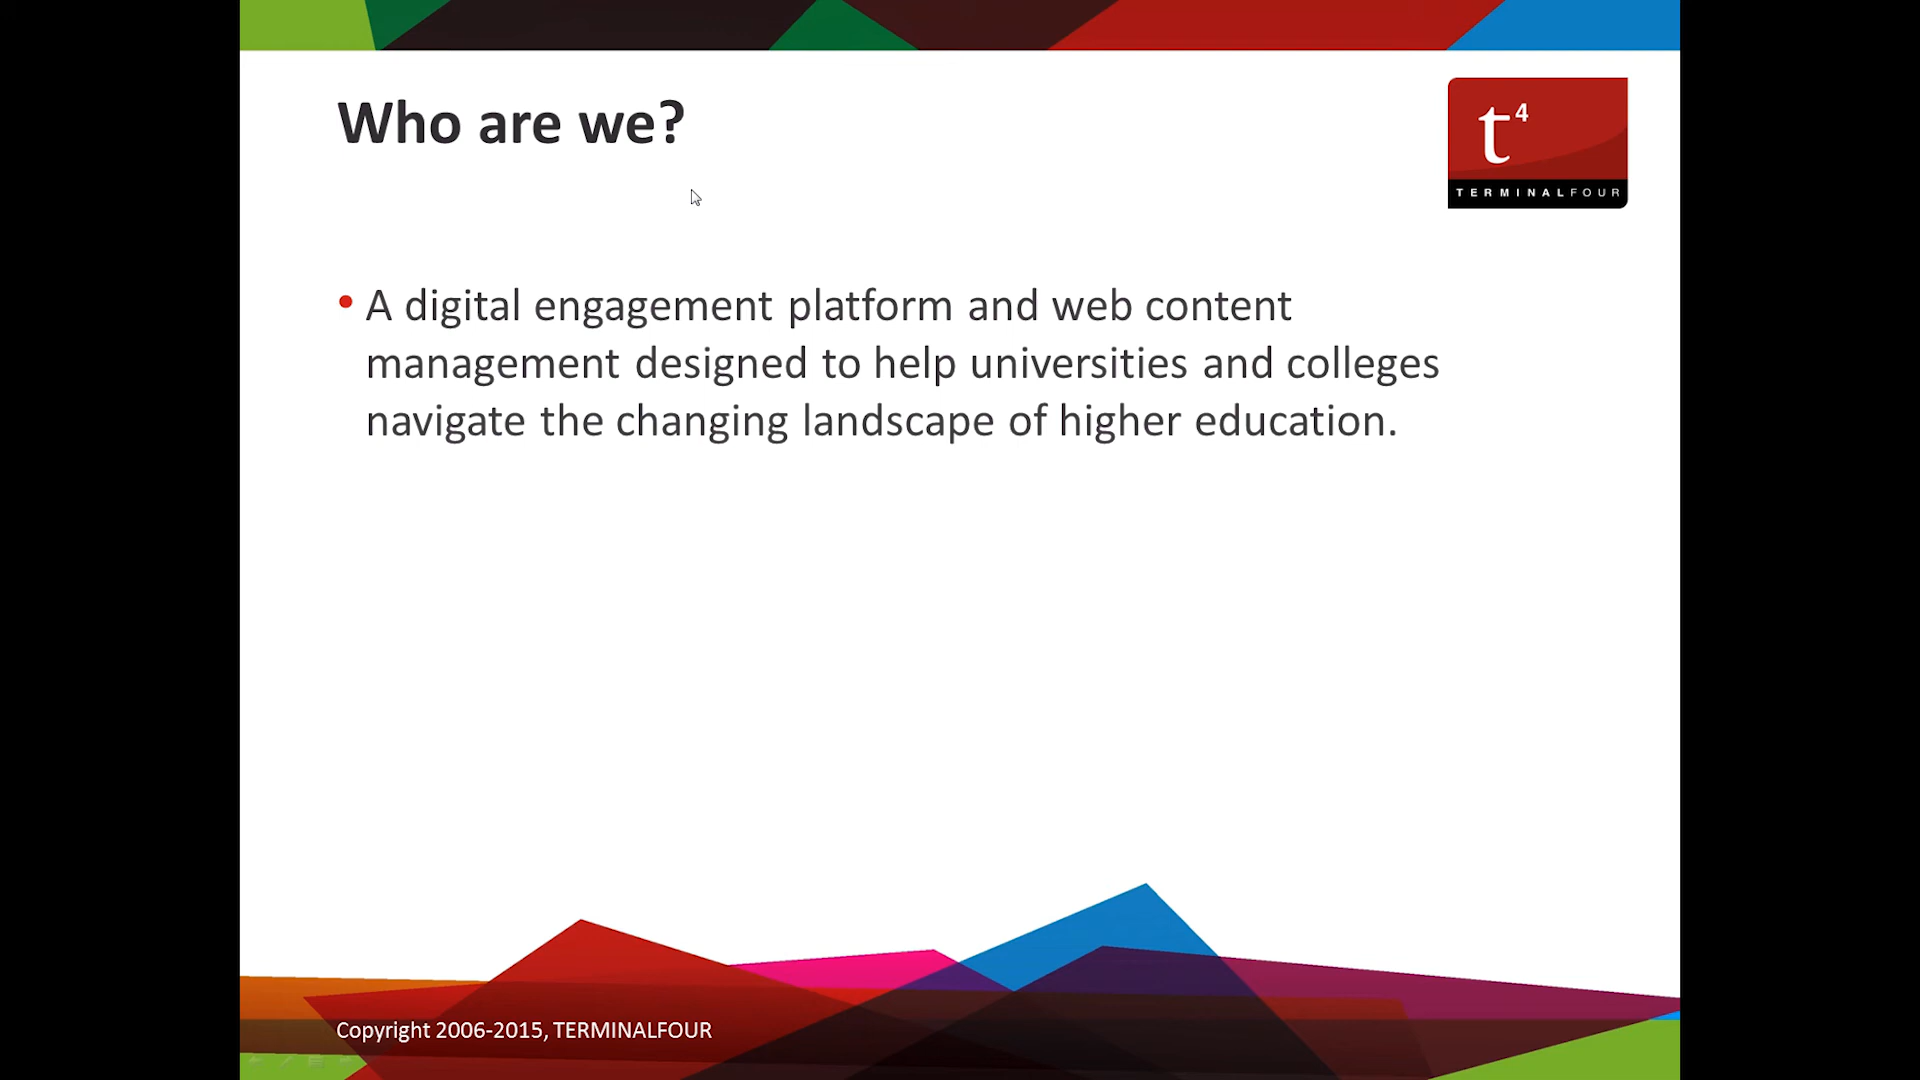 Who are we?
t4
TERMINALFOUR
• A digital engagement platform and web content
management designed to help universities and colleges
navigate the changing landscape of higher education.
Copyright 2006-2015, TERMINALFOUR